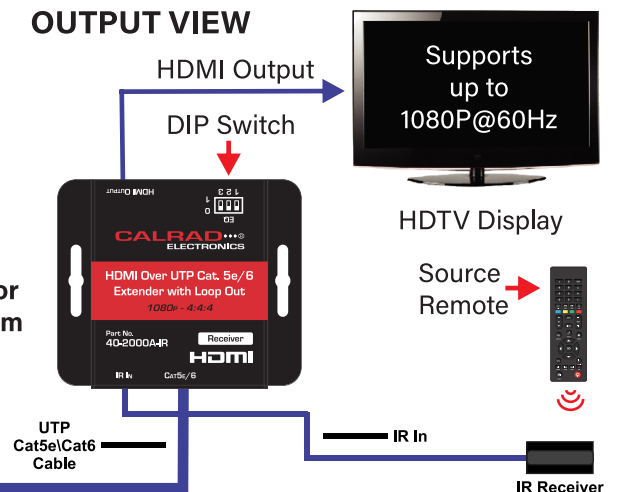 OUTPUT VIEW
HDMI Output
DIP Switch
Supports
up to
1080P@60Hz
HDTV Display
Source
Remote
HDMI OUTPUT
1 2 3
1
0
EQ
CALRAD®
ELECTRONICS
HDMI Over UTP Cat. 5e/6
Extender with Loop Out
1080P - 4:4:4
Part No.
40-2000A-IR
Receiver
HDMI
IR IN
CAT5E/6
or
m
UTP
Cat5e\Cat6
Cable
IR In
IR Receiver